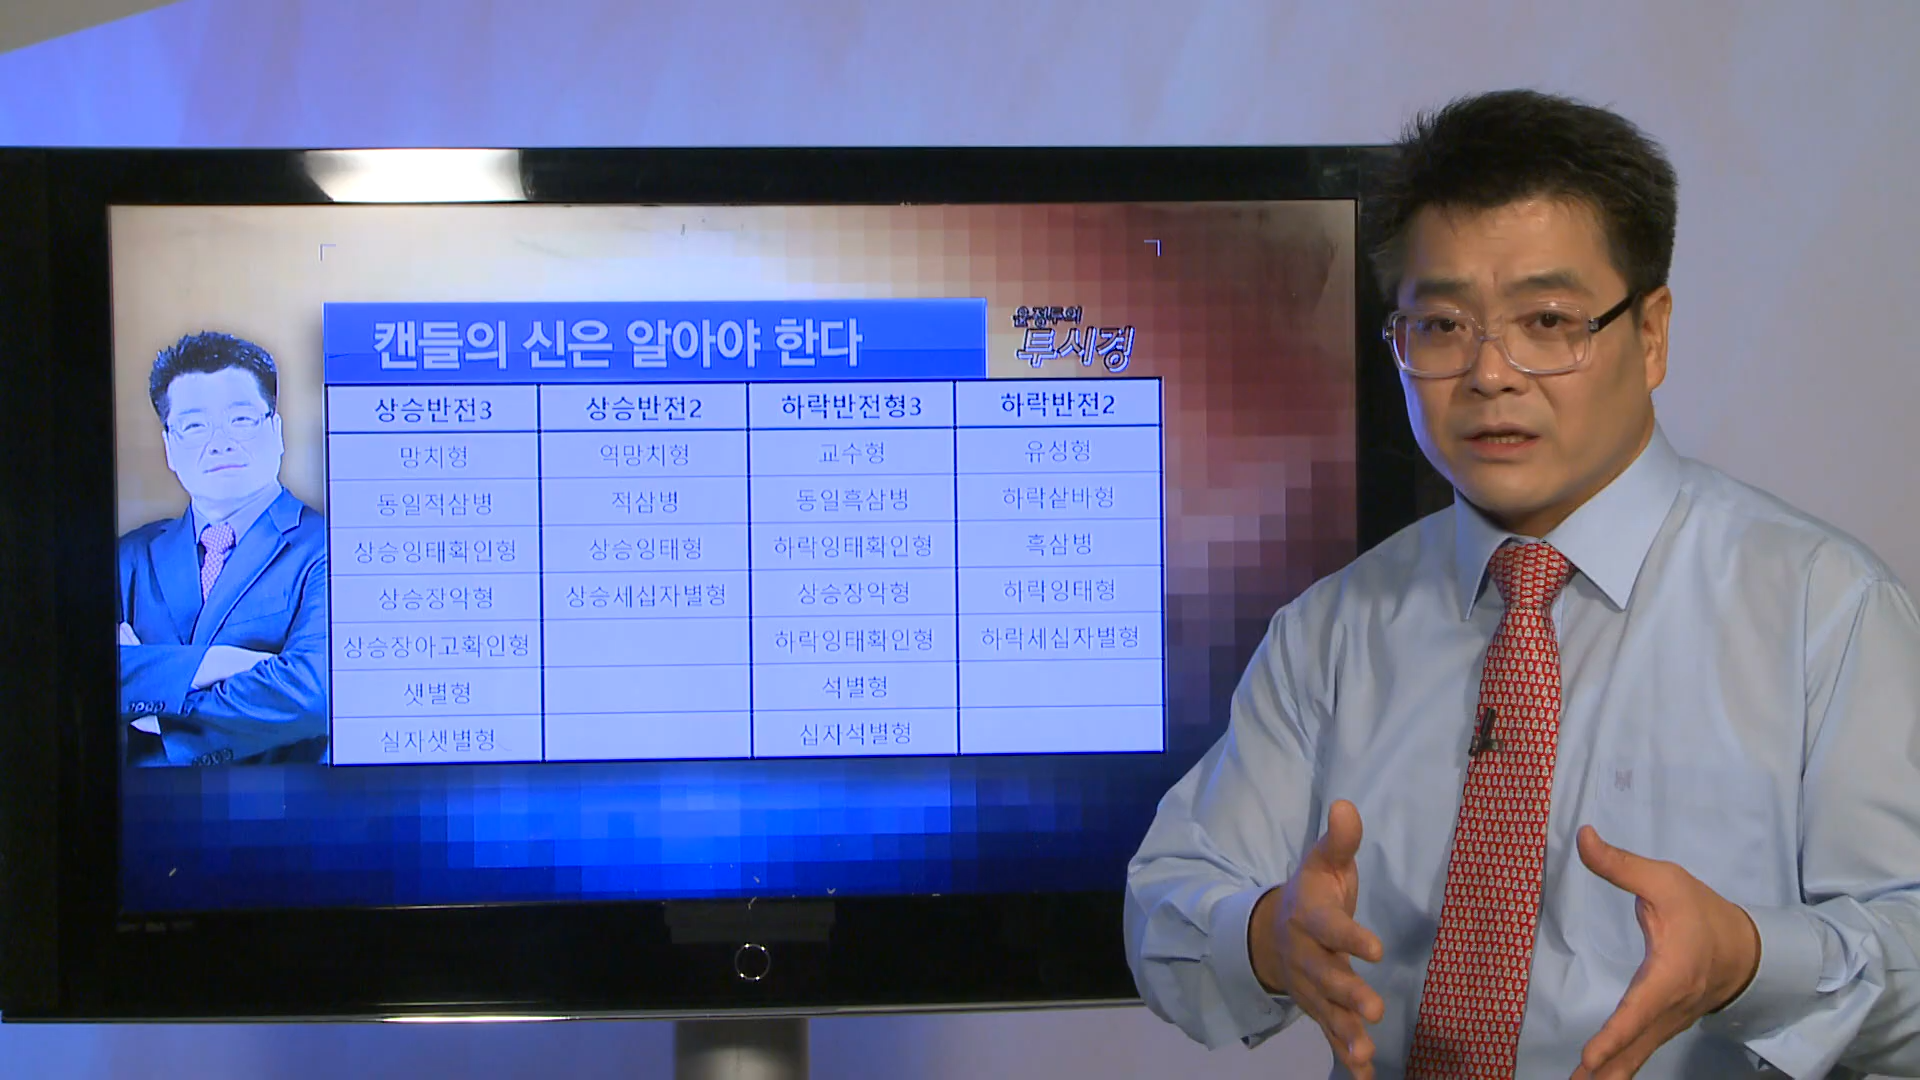 캔들의 신은 알아야 한다
윤정두의
투시경
상승반전3 상승반전2 하락반전형3 하락반전2
망치형 역망치형 교수형 유성형
동일적삼병 적삼병 동일흑삼병 하락샅바형
상승잉태확인형 상승잉태형 하락잉태확인형 흑삼병
상승장악형 상승세십자별형 상승장악형 하락잉태형
상승장아고확인형 하락잉태확인형 하락세십자별형
샛별형 석별형
실자샛별형 십자석별형